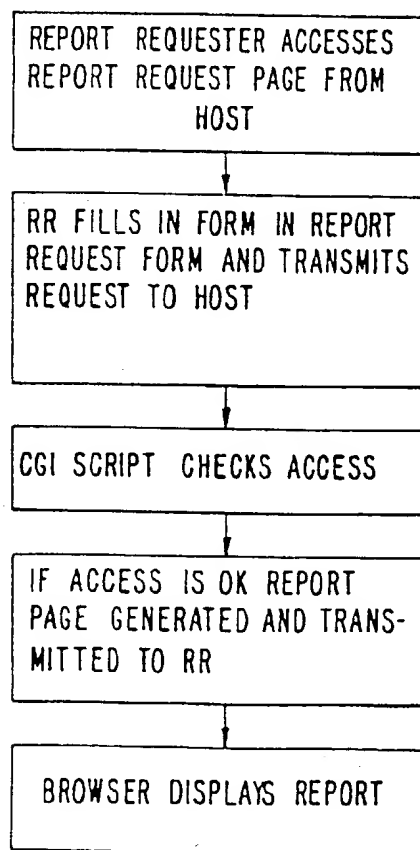 REPORT REQUESTER ACCESSES
REPORT REQUEST PAGE FROM
HOST
RR FILLS IN FORM IN REPORT
REQUEST FORM AND TRANSMITS
REQUEST TO HOST
CGI SCRIPT CHECKS ACCESS
IF ACCESS IS OK REPORT
PAGE GENERATED AND TRANS-
MITTED TO RR
BROWSER DISPLAYS REPORT